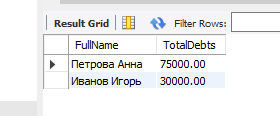 Result Grid Filter Rows:
FullName TotalDebts
Петрова Анна 75000.00
Иванов Игорь 30000.00